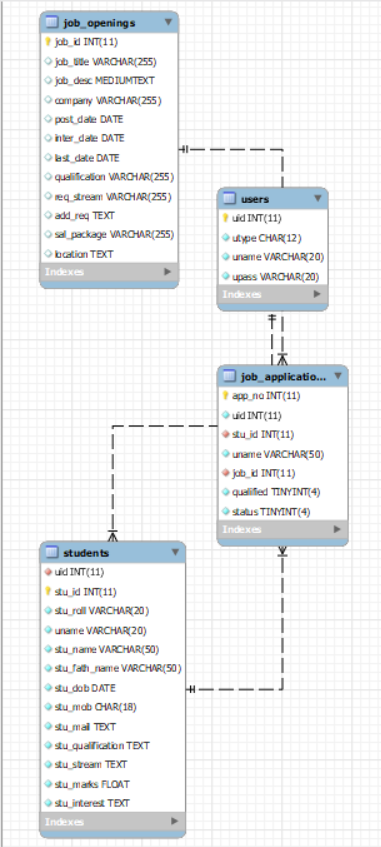 job_openings
job_id INT(11)
job_title VARCHAR(255)
job_desc MEDIUMTEXT
company VARCHAR(255)
post_date DATE
inter_date DATE
last_date DATE
qualification VARCHAR(255)
req_stream VARCHAR(255)
add_req TEXT
sal_package VARCHAR(255)
location TEXT
Indexes
users
uid INT(11)
utype CHAR(12)
uname VARCHAR(20)
upass VARCHAR(20)
Indexes
job_applicatio...
app_no INT(11)
uid INT(11)
stu_id INT(11)
uname VARCHAR(50)
job_id INT(11)
qualified TINYINT(4)
status TINYINT(4)
Indexes
students
uid INT(11)
stu_id INT(11)
stu_roll VARCHAR(20)
uname VARCHAR(20)
stu_name VARCHAR(50)
stu_fath_name VARCHAR(50)
stu_dob DATE
stu_mob CHAR(18)
stu_mail TEXT
stu_qualification TEXT
stu_stream TEXT
stu_marks FLOAT
stu_interest TEXT
Indexes